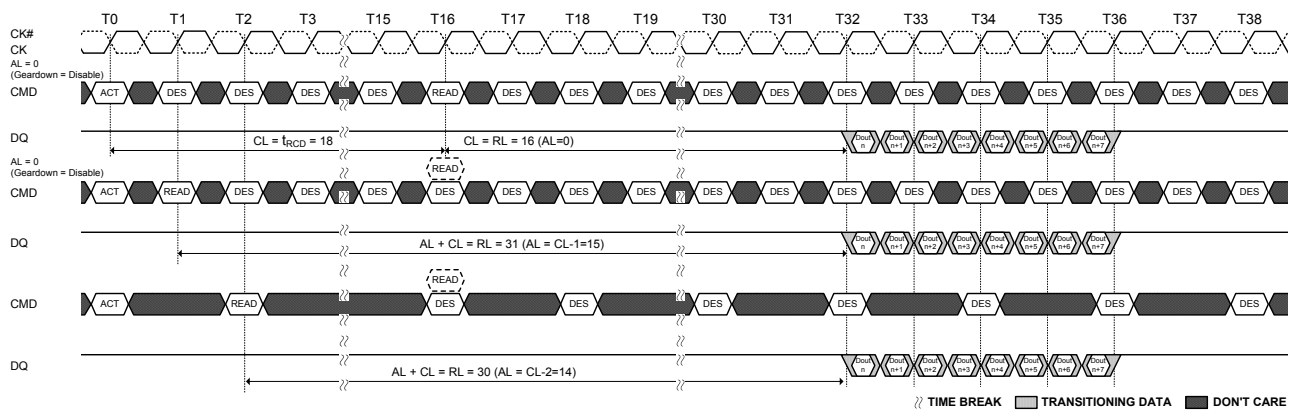 T0 T1 T2 T3 T15 T16 T17 T18 T19 T30 T31 T32 T33 T34 T35 T36 T37 T38
CK#
CK
AL = 0
(Geardown = Disable)
CMD ACT DES DES DES DES READ DES DES DES DES DES DES DES DES DES DES DES DES
DQ Dout n Dout n+1 Dout n+2 Dout n+3 Dout n+4 Dout n+5 Dout n+6 Dout n+7
CL = tRCD = 18 CL = RL = 16 (AL=0)
AL = 0
(Geardown = Disable)
READ
CMD ACT READ DES DES DES DES DES DES DES DES DES DES DES DES DES DES DES DES
DQ Dout n Dout n+1 Dout n+2 Dout n+3 Dout n+4 Dout n+5 Dout n+6 Dout n+7
AL + CL = RL = 31 (AL = CL-1=15)
READ
CMD ACT READ DES DES DES DES DES DES DES
DQ Dout n Dout n+1 Dout n+2 Dout n+3 Dout n+4 Dout n+5 Dout n+6 Dout n+7
AL + CL = RL = 30 (AL = CL-2=14)
TIME BREAK TRANSITIONING DATA DON'T CARE